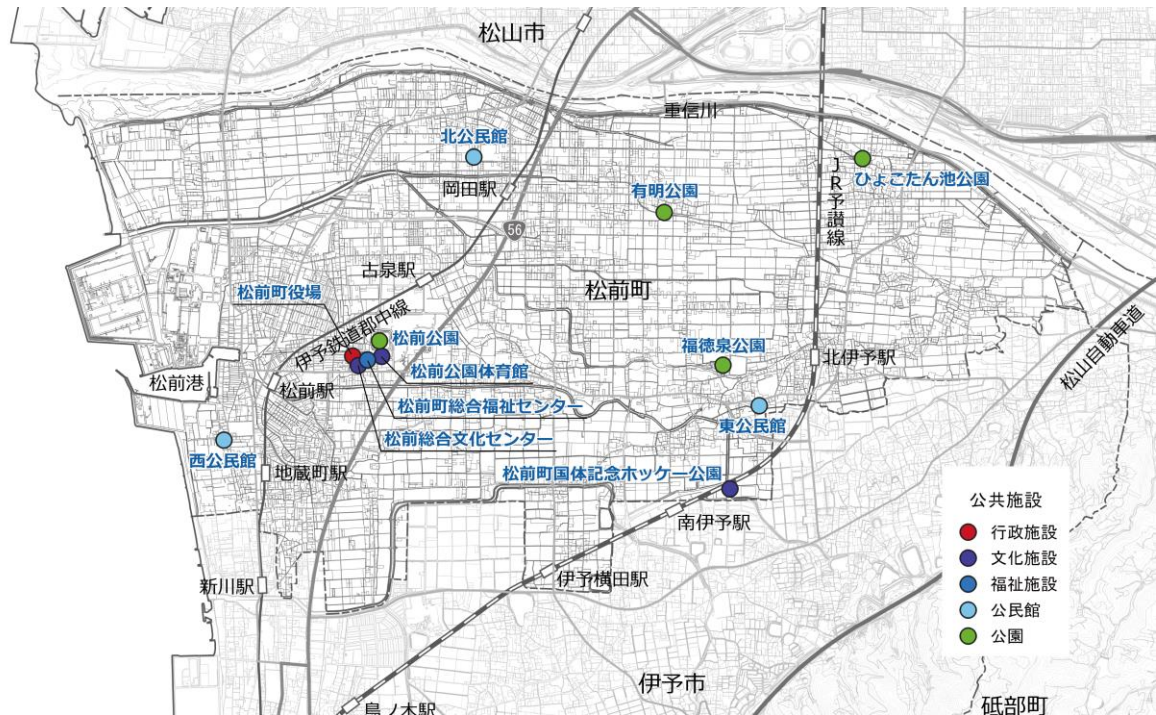 松山市
重信川
北公民館
岡田駅
有明公園
ひょこたん池公園
JR予讃線
56
古泉駅
松前町役場
伊予鉄道郡中線
松前町
松前公園
松前公園体育館
福徳泉公園
北伊予駅
松山自動車道
松前港
松前駅
松前町総合福祉センター
東公民館
松前総合文化センター
西公民館
地蔵町駅
松前町国体記念ホッケー公園
南伊予駅
新川駅
伊予横田駅
伊予市
鳥ノ木駅
砥部町
公共施設
行政施設
文化施設
福祉施設
公民館
公園